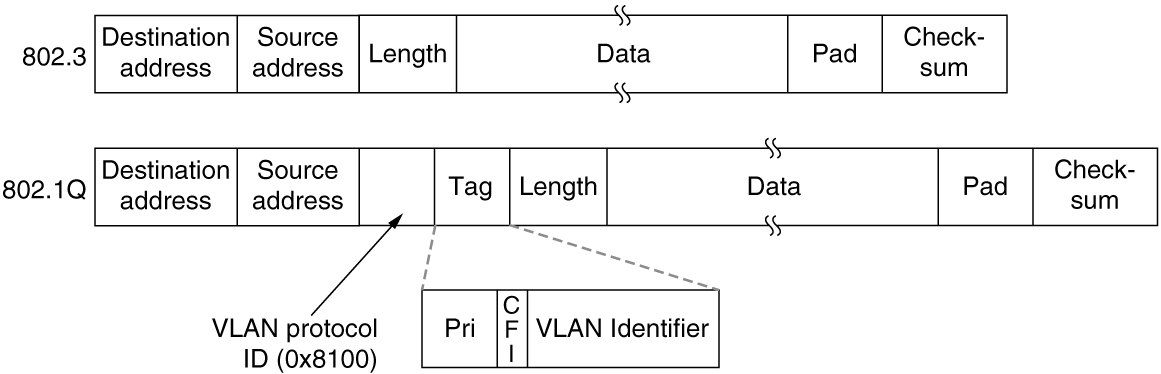 802.3
Destination
address
Source
address
Length
Data
Pad
Check-
sum
802.1Q
Destination
address
Source
address
Tag
Length
Data
Pad
Check-
sum
VLAN protocol
ID (0x8100)
Pri
C
F
I
VLAN Identifier